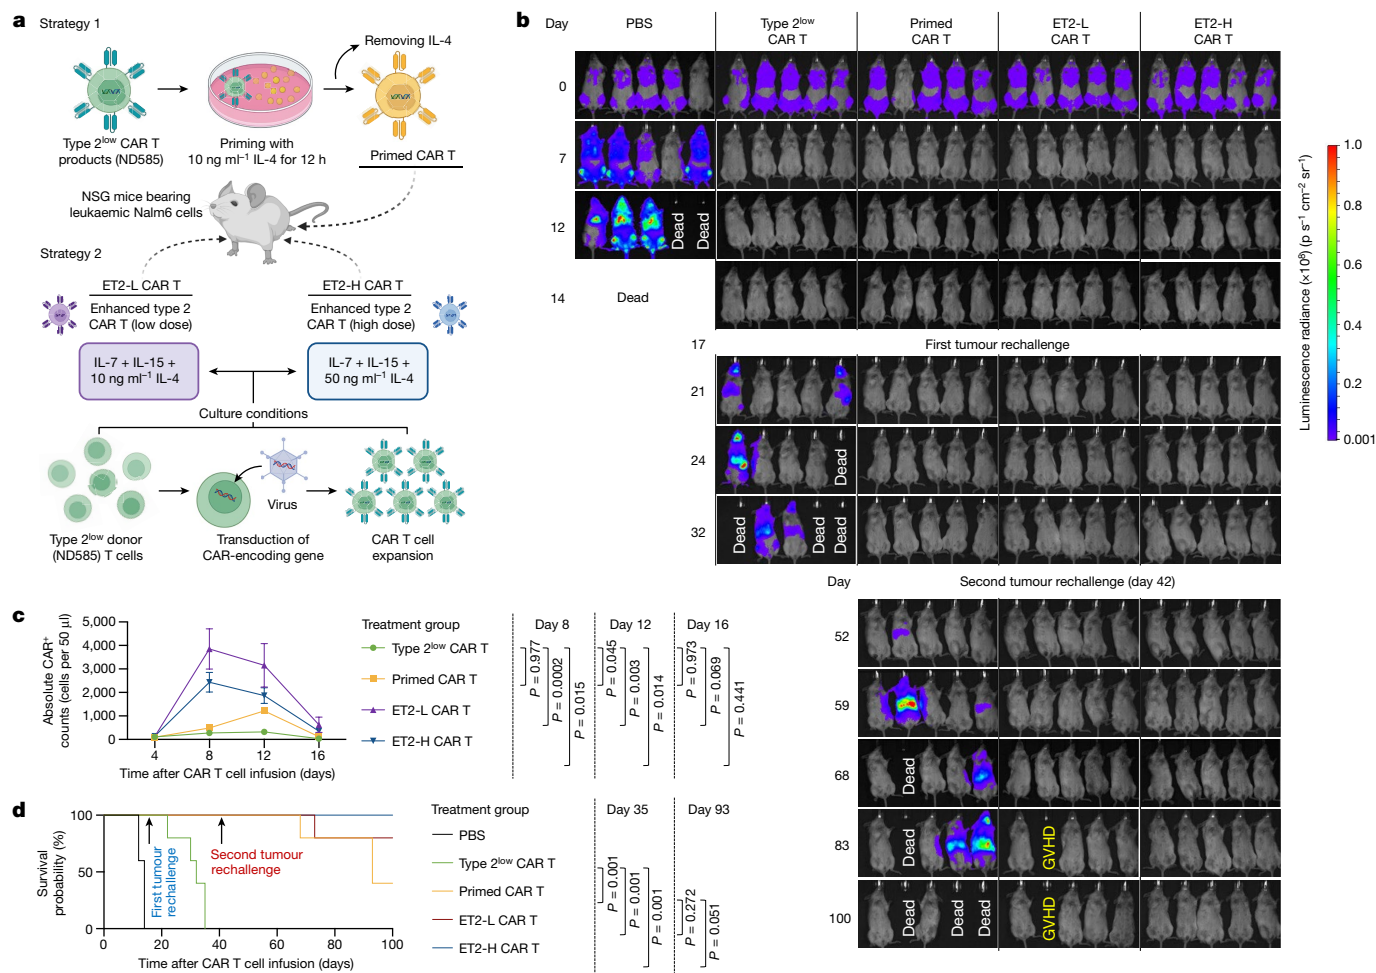 a
Strategy 1
Removing IL-4
Type 2low CAR T
products (ND585)
Priming with
10 ng ml−1 IL-4 for 12 h
Primed CAR T
NSG mice bearing
leukaemic Nalm6 cells
Strategy 2
ET2-L CAR T
Enhanced type 2
CAR T (low dose)
ET2-H CAR T
Enhanced type 2
CAR T (high dose)
IL-7 + IL-15 +
10 ng ml−1 IL-4
IL-7 + IL-15 +
50 ng ml−1 IL-4
Culture conditions
Virus
Type 2low donor
(ND585) T cells
Transduction of
CAR-encoding gene
CAR T cell
expansion
b
Day
PBS
Type 2low
CAR T
Primed
CAR T
ET2-L
CAR T
ET2-H
CAR T
0
7
12
Dead
Dead
14
Dead
17
First tumour rechallenge
21
24
Dead
32
Dead
Dead
Dead
Day
Second tumour rechallenge (day 42)
52
59
68
Dead
83
Dead
GVHD
100
Dead
Dead
Dead
GVHD
Luminescence radiance (×10⁸) (p s−1 cm−2 sr−1)
1.0
0.8
0.6
0.4
0.2
0.001
c
Absolute CAR+
counts (cells per 50 µl)
5,000
4,000
3,000
2,000
1,000
0
4
8
12
16
Time after CAR T cell infusion (days)
Treatment group
Type 2low CAR T
Primed CAR T
ET2-L CAR T
ET2-H CAR T
Day 8
P = 0.977
P = 0.0002
P = 0.015
Day 12
P = 0.045
P = 0.003
P = 0.014
Day 16
P = 0.973
P = 0.069
P = 0.441
d
Survival
probability (%)
100
50
0
First tumour
rechallenge
Second tumour
rechallenge
0
20
40
60
80
100
Time after CAR T cell infusion (days)
Treatment group
PBS
Type 2low CAR T
Primed CAR T
ET2-L CAR T
ET2-H CAR T
Day 35
P = 0.001
P = 0.001
P = 0.001
Day 93
P = 0.272
P = 0.051